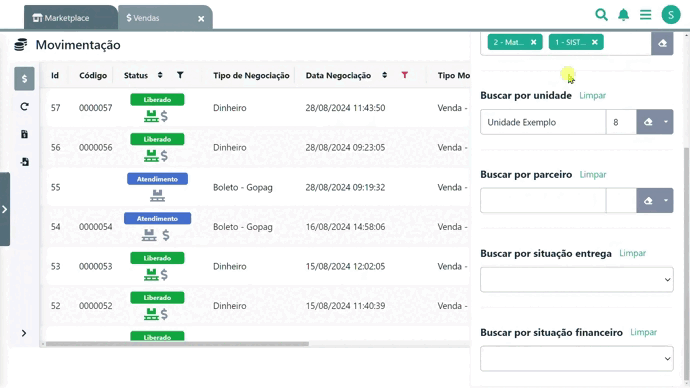 Marketplace
Vendas
S
Movimentação
Id Código Status Tipo de Negociação Data Negociação Tipo Mo
57 0000057 Liberado Dinheiro 28/08/2024 11:43:50 Venda -
56 0000056 Liberado Dinheiro 28/08/2024 09:23:05 Venda -
55 Atendimento Boleto - Gopag 28/08/2024 09:19:32 Venda -
54 0000054 Atendimento Boleto - Gopag 16/08/2024 14:58:06 Venda -
53 0000053 Liberado Dinheiro 15/08/2024 12:02:05 Venda -
52 0000052 Liberado Dinheiro 15/08/2024 11:40:39 Venda -
Liberado
2 - Mat... 1 - SIST...
Buscar por unidade Limpar
Unidade Exemplo 8
Buscar por parceiro Limpar
Buscar por situação entrega Limpar
Buscar por situação financeiro Limpar